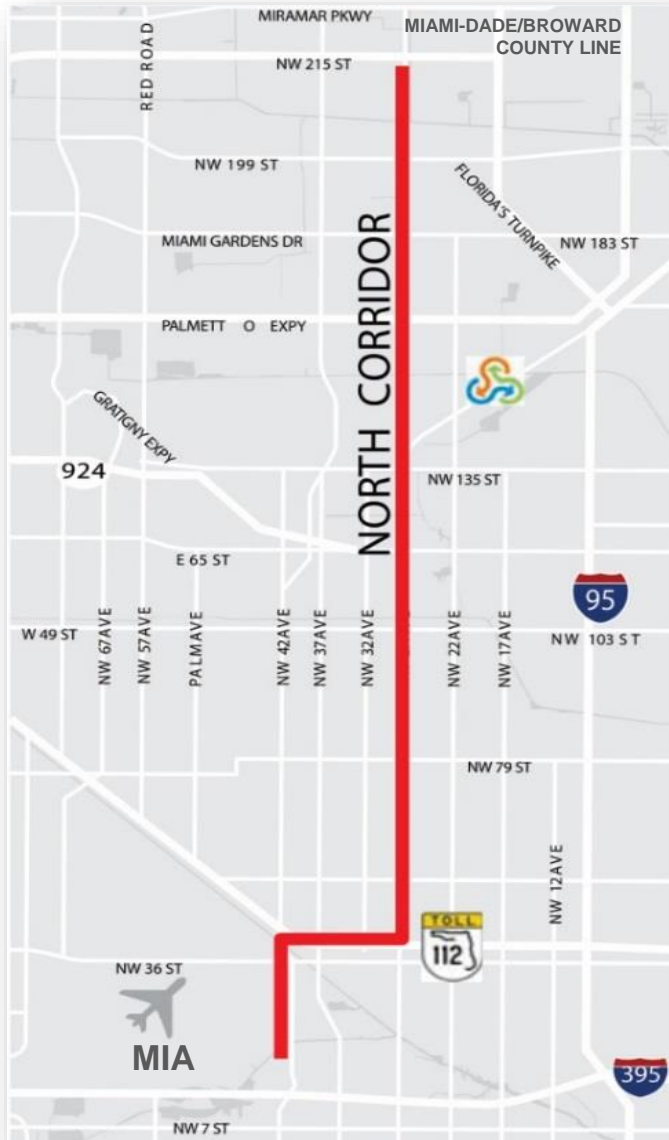 MIRAMAR PKWY
MIAMI-DADE/BROWARD
COUNTY LINE
NW 215 ST
RED ROAD
NW 199 ST
FLORIDA'S TURNPIKE
MIAMI GARDENS DR
NW 183 ST
NORTH CORRIDOR
PALMETT O EXPY
GRATIGNY EXPY
924
NW 135 ST
E 65 ST
95
W 49 ST
NW 67AVE
NW 57AVE
PALMAVE
NW 42AVE
NW 37AVE
NW 32AVE
NW 22AVE
NW 17AVE
NW 103 S T
NW 79 ST
NW 12AVE
TOLL
112
NW 36 ST
MIA
395
NW 7 ST